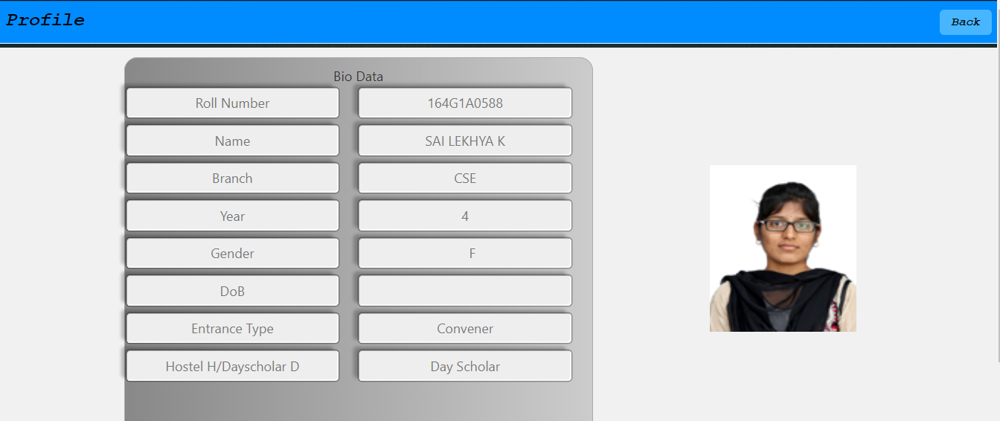 Profile
Back
Bio Data
Roll Number 164G1A0588
Name SAI LEKHYA K
Branch CSE
Year 4
Gender F
DoB
Entrance Type Convener
Hostel H/Dayscholar D Day Scholar